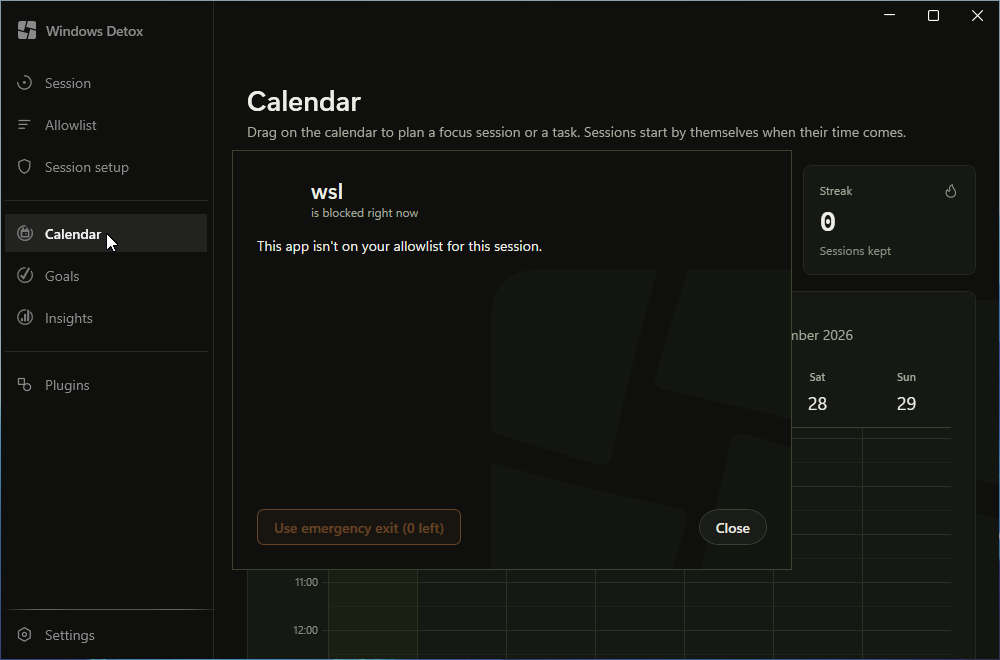 Windows Detox
Session
Allowlist
Session setup
Calendar
Goals
Insights
Plugins
Settings
Calendar
Drag on the calendar to plan a focus session or a task. Sessions start by themselves when their time comes.
wsl
is blocked right now
This app isn't on your allowlist for this session.
Use emergency exit (0 left)
Close
Streak
0
Sessions kept
mber 2026
Sat
Sun
28
29
11:00
12:00